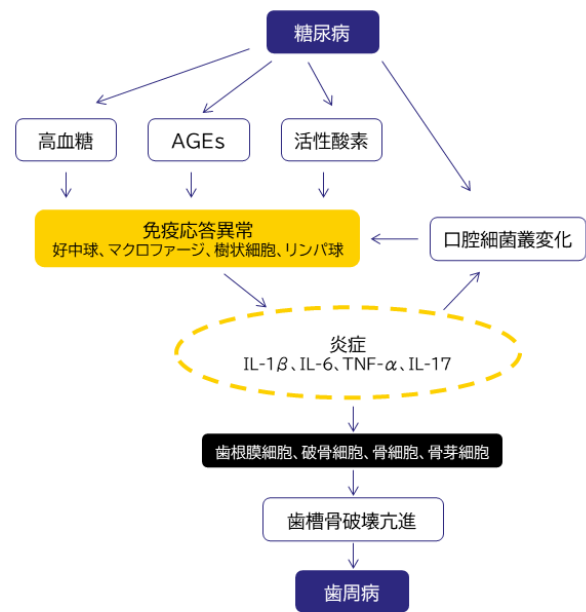 糖尿病
高血糖
AGEs
活性酸素
免疫応答異常
好中球、マクロファージ、樹状細胞、リンパ球
口腔細菌叢変化
炎症
IL-1β、IL-6、TNF-α、IL-17
歯根膜細胞、破骨細胞、骨細胞、骨芽細胞
歯槽骨破壊亢進
歯周病